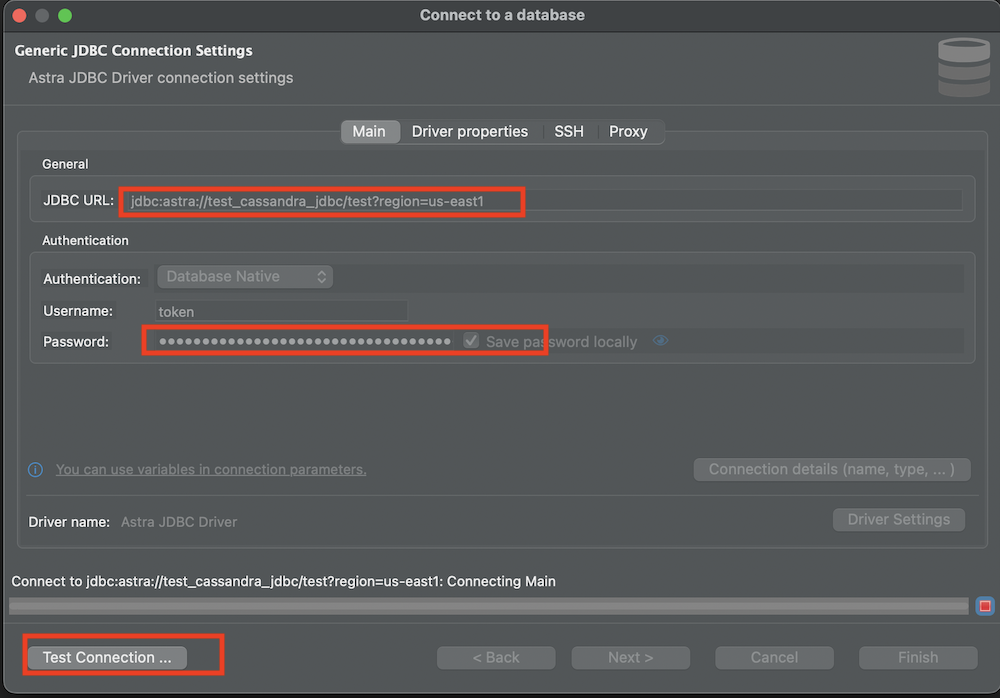 Connect to a database
Generic JDBC Connection Settings
Astra JDBC Driver connection settings
Main Driver properties SSH Proxy
General
JDBC URL: jdbc:astra://test_cassandra_jdbc/test?region=us-east1
Authentication
Authentication: Database Native
Username: token
Password: •••••••••••••••••••••••••••••••••• Save password locally
You can use variables in connection parameters.
Connection details (name, type, ... )
Driver name: Astra JDBC Driver
Driver Settings
Connect to jdbc:astra://test_cassandra_jdbc/test?region=us-east1: Connecting Main
Test Connection ... < Back Next > Cancel Finish